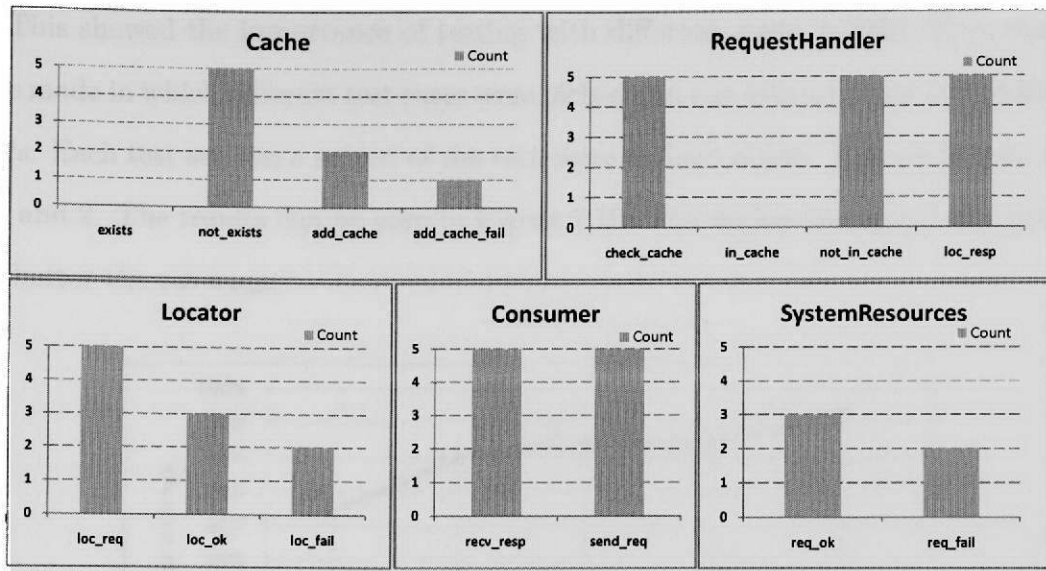 Cache
Count
5
4
3
2
1
0
exists not_exists add_cache add_cache_fail
RequestHandler
Count
5
4
3
2
1
0
check_cache in_cache not_in_cache loc_resp
Locator
Count
5
4
3
2
1
0
loc_req loc_ok loc_fail
Consumer
Count
5
4
3
2
1
0
recv_resp send_req
SystemResources
Count
5
4
3
2
1
0
req_ok req_fail